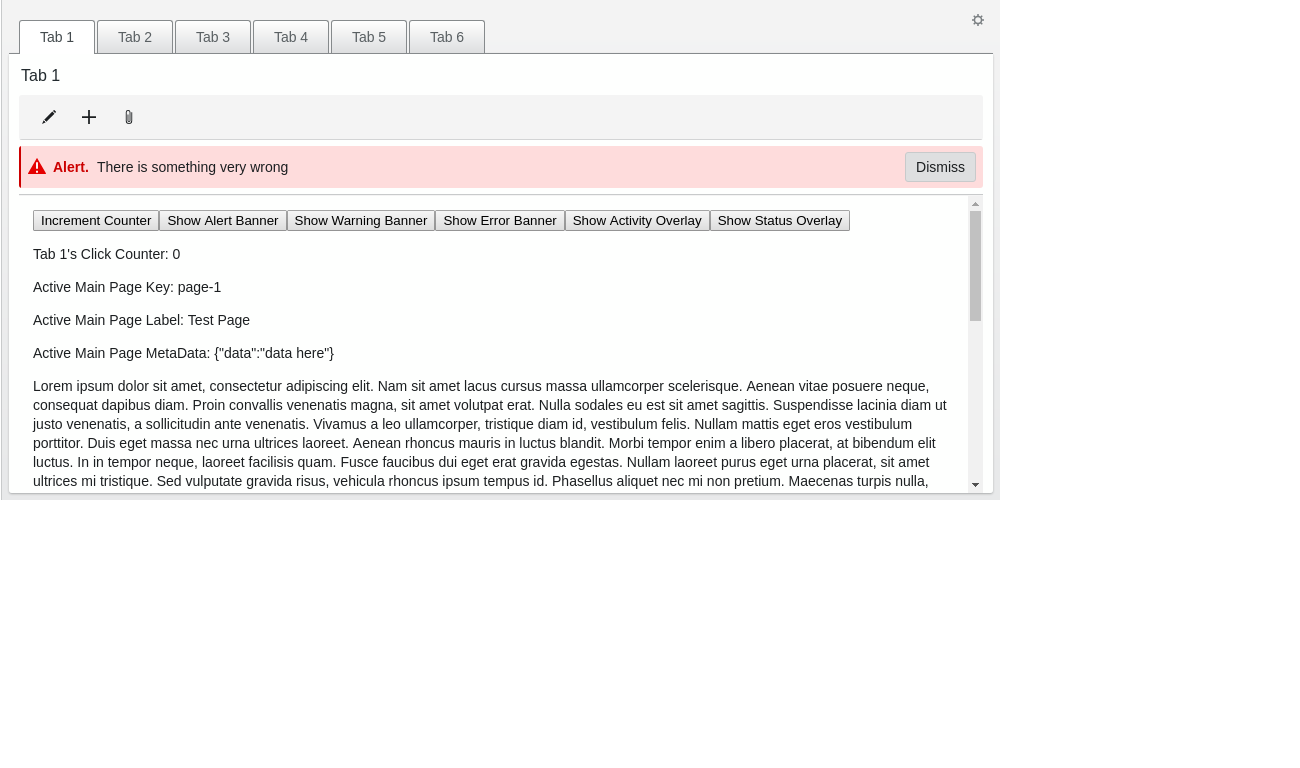 Tab 1 Tab 2 Tab 3 Tab 4 Tab 5 Tab 6
Tab 1
Alert. There is something very wrong Dismiss
Increment Counter Show Alert Banner Show Warning Banner Show Error Banner Show Activity Overlay Show Status Overlay
Tab 1's Click Counter: 0
Active Main Page Key: page-1
Active Main Page Label: Test Page
Active Main Page MetaData: {"data":"data here"}
Lorem ipsum dolor sit amet, consectetur adipiscing elit. Nam sit amet lacus cursus massa ullamcorper scelerisque. Aenean vitae posuere neque,
consequat dapibus diam. Proin convallis venenatis magna, sit amet volutpat erat. Nulla sodales eu est sit amet sagittis. Suspendisse lacinia diam ut
justo venenatis, a sollicitudin ante venenatis. Vivamus a leo ullamcorper, tristique diam id, vestibulum felis. Nullam mattis eget eros vestibulum
porttitor. Duis eget massa nec urna ultrices laoreet. Aenean rhoncus mauris in luctus blandit. Morbi tempor enim a libero placerat, at bibendum elit
luctus. In in tempor neque, laoreet facilisis quam. Fusce faucibus dui eget erat gravida egestas. Nullam laoreet purus eget urna placerat, sit amet
ultrices mi tristique. Sed vulputate gravida risus, vehicula rhoncus ipsum tempus id. Phasellus aliquet nec mi non pretium. Maecenas turpis nulla,